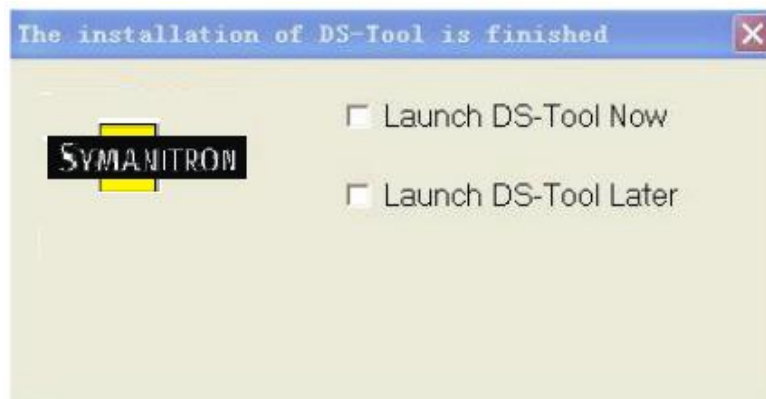 The installation of DS-Tool is finished
SYMANITRON
Launch DS-Tool Now
Launch DS-Tool Later